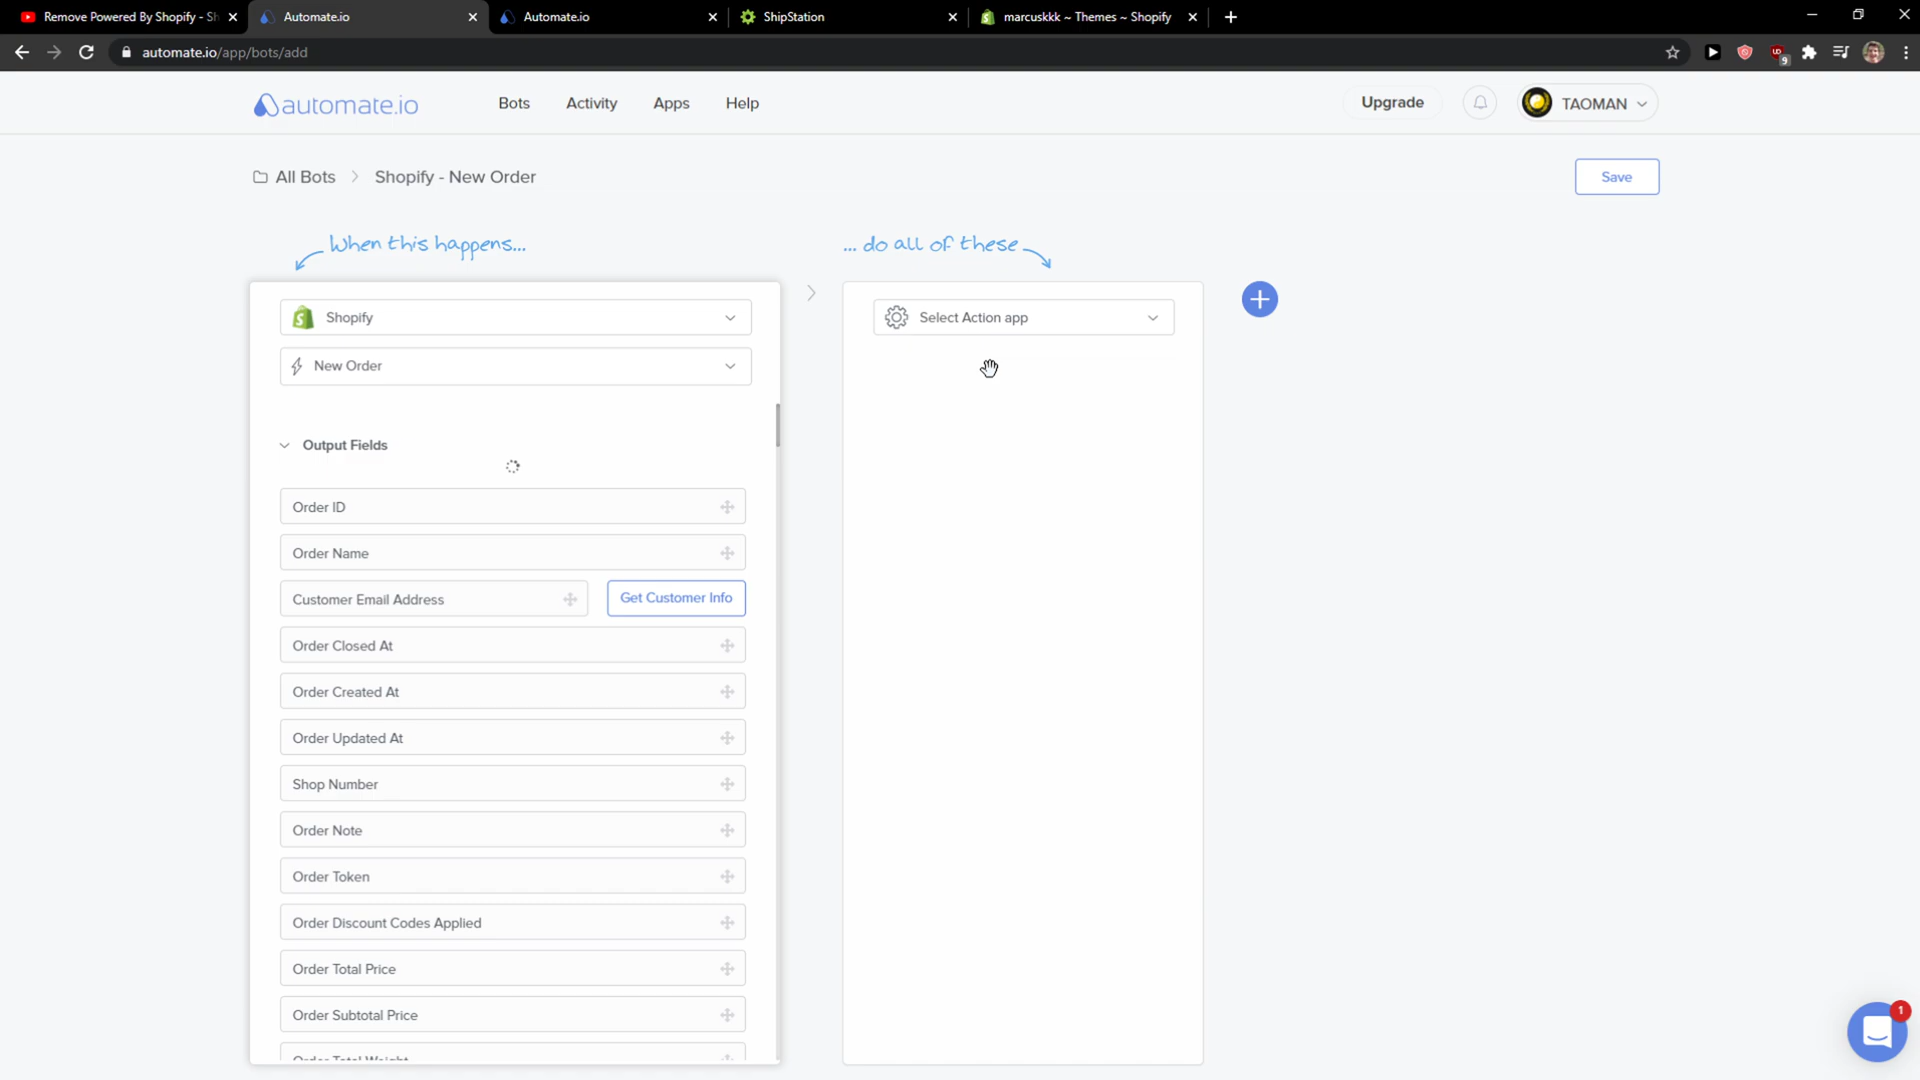 Remove Powered By Shopify - Sh
Automate.io
Automate.io
ShipStation
marcuskkk ~ Themes ~ Shopify
automate.io/app/bots/add
9
automate.io
Bots
Activity
Apps
Help
Upgrade
TAOMAN
All Bots
Shopify - New Order
Save
When this happens...
... do all of these
Shopify
Select Action app
New Order
Output Fields
Order ID
Order Name
Customer Email Address
Get Customer Info
Order Closed At
Order Created At
Order Updated At
Shop Number
Order Note
Order Token
Order Discount Codes Applied
Order Total Price
Order Subtotal Price
Order Total Weight
1